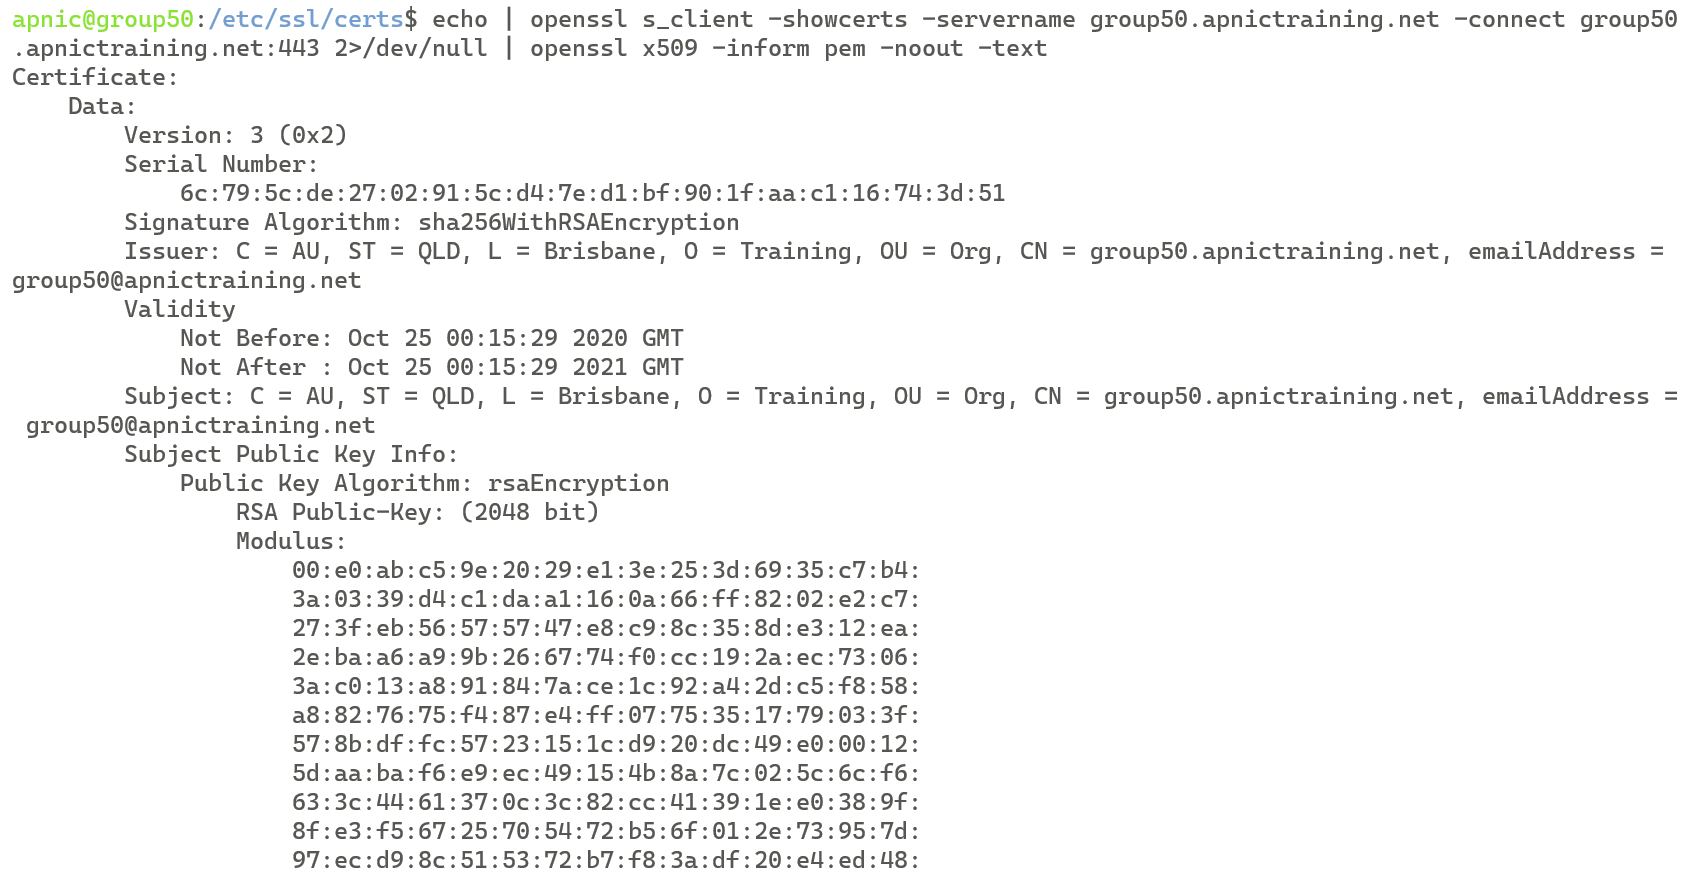 apnic@group50:/etc/ssl/certs$ echo | openssl s_client -showcerts -servername group50.apnictraining.net -connect group50
.apnictraining.net:443 2>/dev/null | openssl x509 -inform pem -noout -text
Certificate:
    Data:
        Version: 3 (0x2)
        Serial Number:
            6c:79:5c:de:27:02:91:5c:d4:7e:d1:bf:90:1f:aa:c1:16:74:3d:51
        Signature Algorithm: sha256WithRSAEncryption
        Issuer: C = AU, ST = QLD, L = Brisbane, O = Training, OU = Org, CN = group50.apnictraining.net, emailAddress =
group50@apnictraining.net
        Validity
            Not Before: Oct 25 00:15:29 2020 GMT
            Not After : Oct 25 00:15:29 2021 GMT
        Subject: C = AU, ST = QLD, L = Brisbane, O = Training, OU = Org, CN = group50.apnictraining.net, emailAddress =
 group50@apnictraining.net
        Subject Public Key Info:
            Public Key Algorithm: rsaEncryption
                RSA Public-Key: (2048 bit)
                Modulus:
                    00:e0:ab:c5:9e:20:29:e1:3e:25:3d:69:35:c7:b4:
                    3a:03:39:d4:c1:da:a1:16:0a:66:ff:82:02:e2:c7:
                    27:3f:eb:56:57:57:47:e8:c9:8c:35:8d:e3:12:ea:
                    2e:ba:a6:a9:9b:26:67:74:f0:cc:19:2a:ec:73:06:
                    3a:c0:13:a8:91:84:7a:ce:1c:92:a4:2d:c5:f8:58:
                    a8:82:76:75:f4:87:e4:ff:07:75:35:17:79:03:3f:
                    57:8b:df:fc:57:23:15:1c:d9:20:dc:49:e0:00:12:
                    5d:aa:ba:f6:e9:ec:49:15:4b:8a:7c:02:5c:6c:f6:
                    63:3c:44:61:37:0c:3c:82:cc:41:39:1e:e0:38:9f:
                    8f:e3:f5:67:25:70:54:72:b5:6f:01:2e:73:95:7d:
                    97:ec:d9:8c:51:53:72:b7:f8:3a:df:20:e4:ed:48: